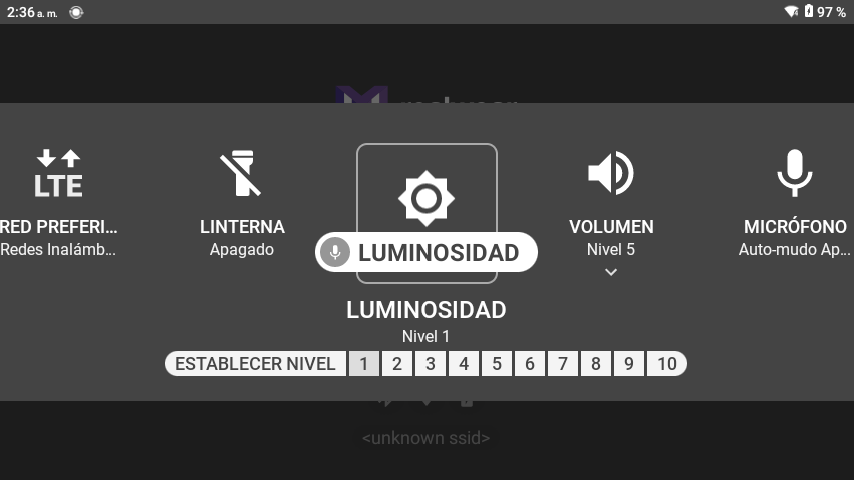 2:36 a. m.
97 %
LTE
RED PREFERI...
Redes Inalámb...
LINTERNA
Apagado
LUMINOSIDAD
VOLUMEN
Nivel 5
MICRÓFONO
Auto-mudo Ap...
LUMINOSIDAD
Nivel 1
ESTABLECER NIVEL 1 2 3 4 5 6 7 8 9 10
<unknown ssid>